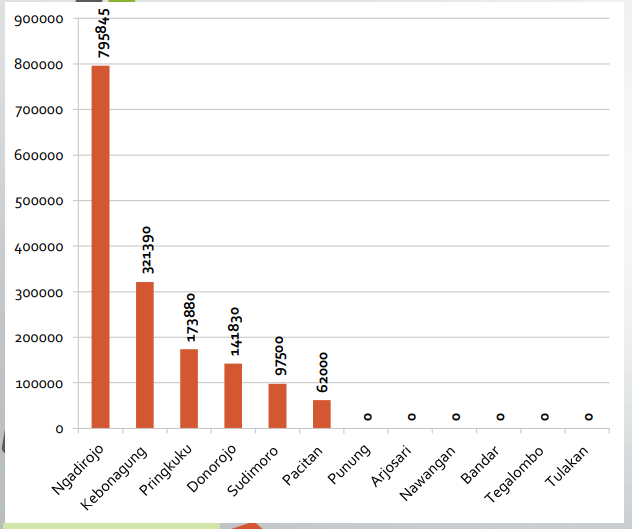 900000
800000
700000
600000
500000
400000
300000
200000
100000
0
795845
321390
173880
141830
97500
62000
0
0
0
0
0
0
Ngadirojo
Kebonagung
Pringkuku
Donorojo
Sudimoro
Pacitan
Punung
Arjosari
Nawangan
Bandar
Tegalombo
Tulakan